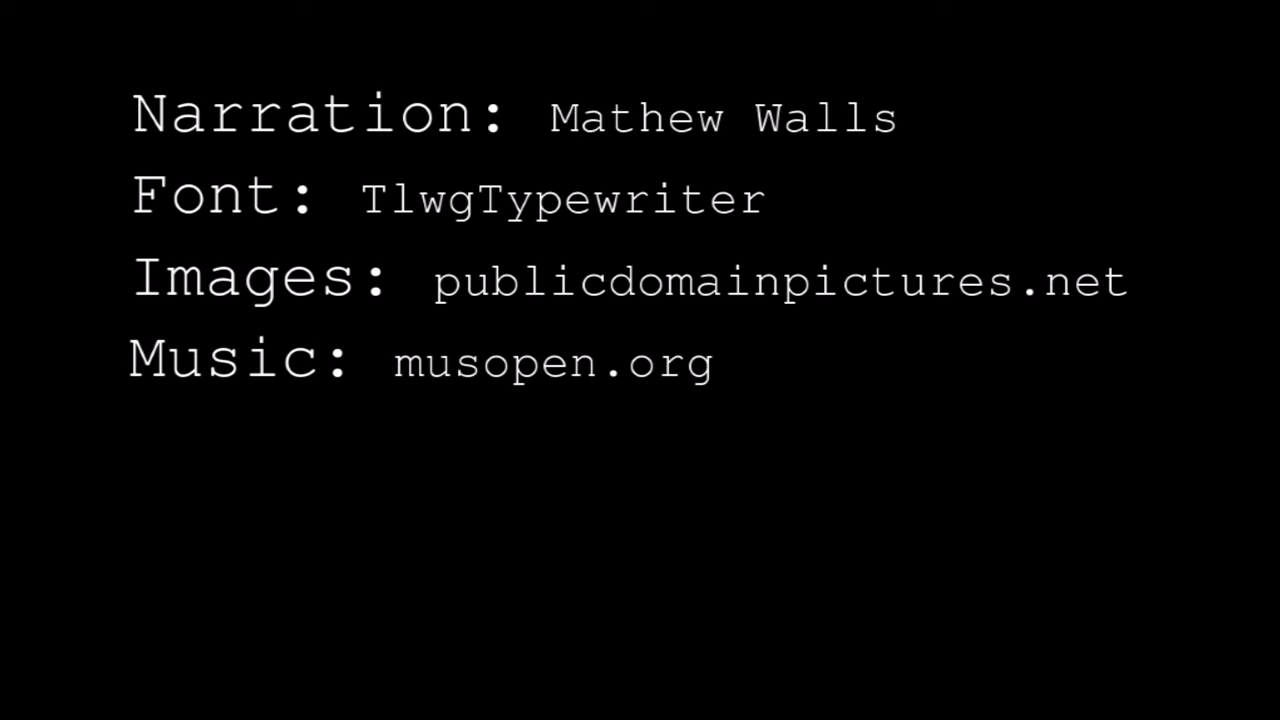 Narration: Mathew Walls
Font: TlwgTypewriter
Images: publicdomainpictures.net
Music: musopen.org